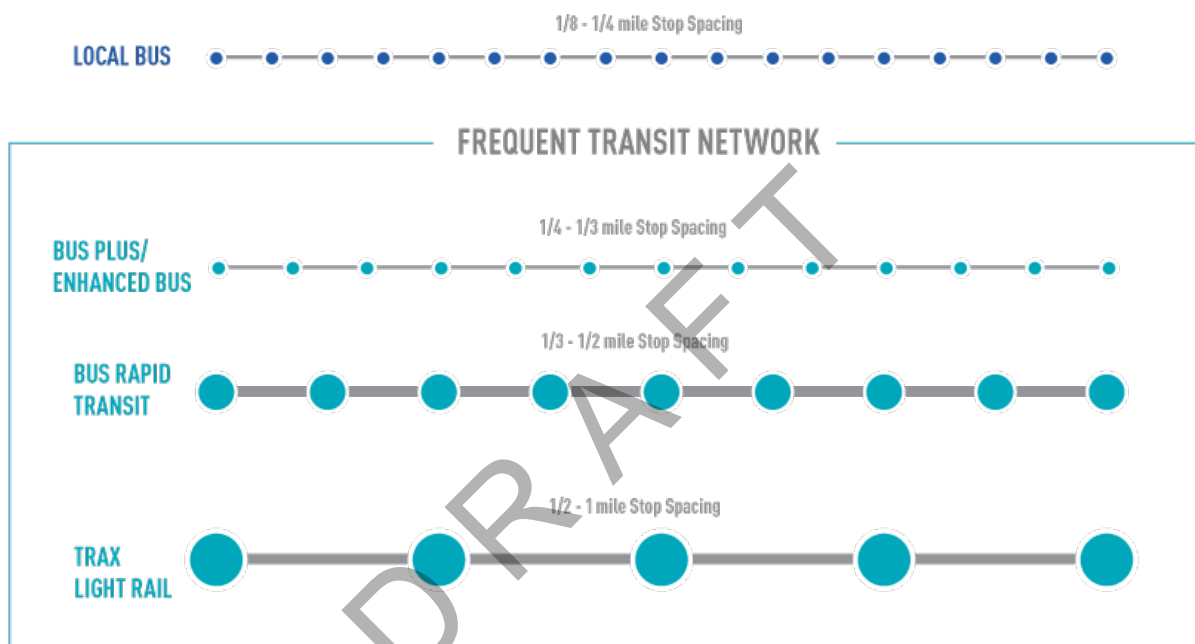 1/8 - 1/4 mile Stop Spacing
LOCAL BUS
FREQUENT TRANSIT NETWORK
1/4 - 1/3 mile Stop Spacing
BUS PLUS/
ENHANCED BUS
1/3 - 1/2 mile Stop Spacing
BUS RAPID
TRANSIT
1/2 - 1 mile Stop Spacing
TRAX
LIGHT RAIL
DRAFT